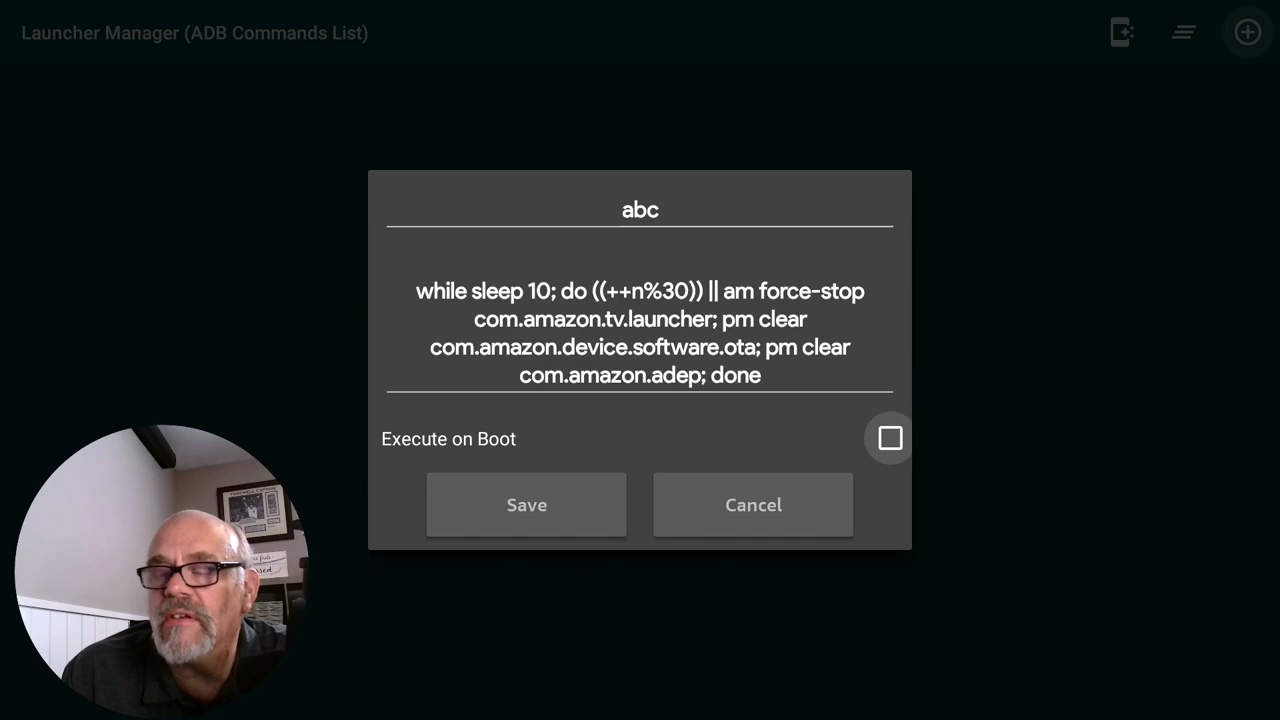 Launcher Manager (ADB Commands List)
abc
while sleep 10; do ((++n%30)) || am force-stop
com.amazon.tv.launcher; pm clear
com.amazon.device.software.ota; pm clear
com.amazon.adep; done
Execute on Boot
Save
Cancel